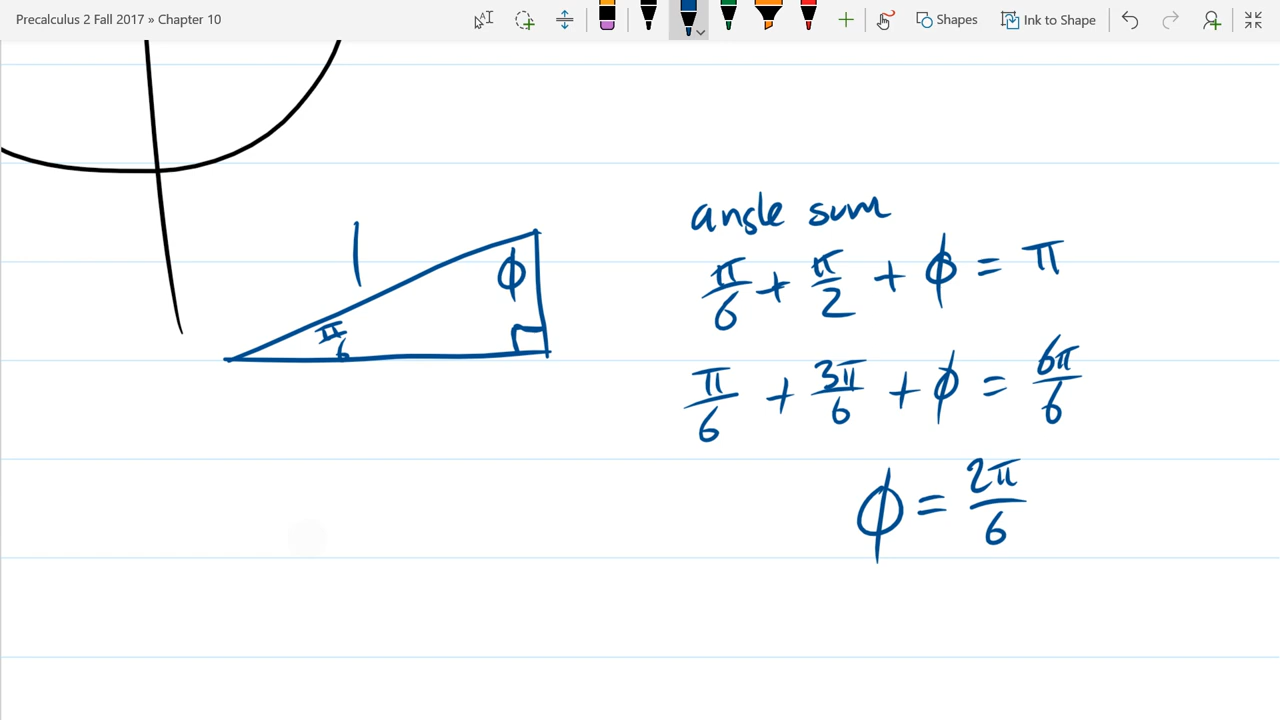 Precalculus 2 Fall 2017 » Chapter 10
Shapes
Ink to Shape
1
ϕ
π/6
angle sum
π/6 + π/2 + ϕ = π
π/6 + 3π/6 + ϕ = 6π/6
ϕ = 2π/6